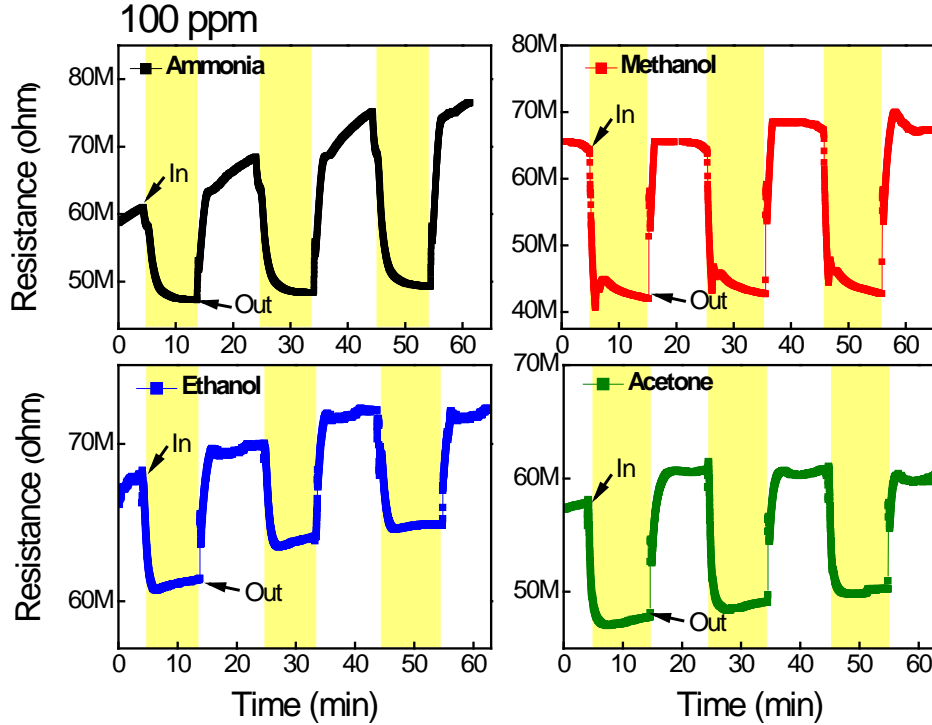 100 ppm
Resistance (ohm)
80M
70M
60M
50M
Ammonia
In
Out
0 10 20 30 40 50 60
70M
60M
50M
40M
Methanol
In
Out
0 10 20 30 40 50 60
Resistance (ohm)
70M
60M
Ethanol
In
Out
0 10 20 30 40 50 60
Time (min)
70M
60M
50M
Acetone
In
Out
0 10 20 30 40 50 60
Time (min)
80M